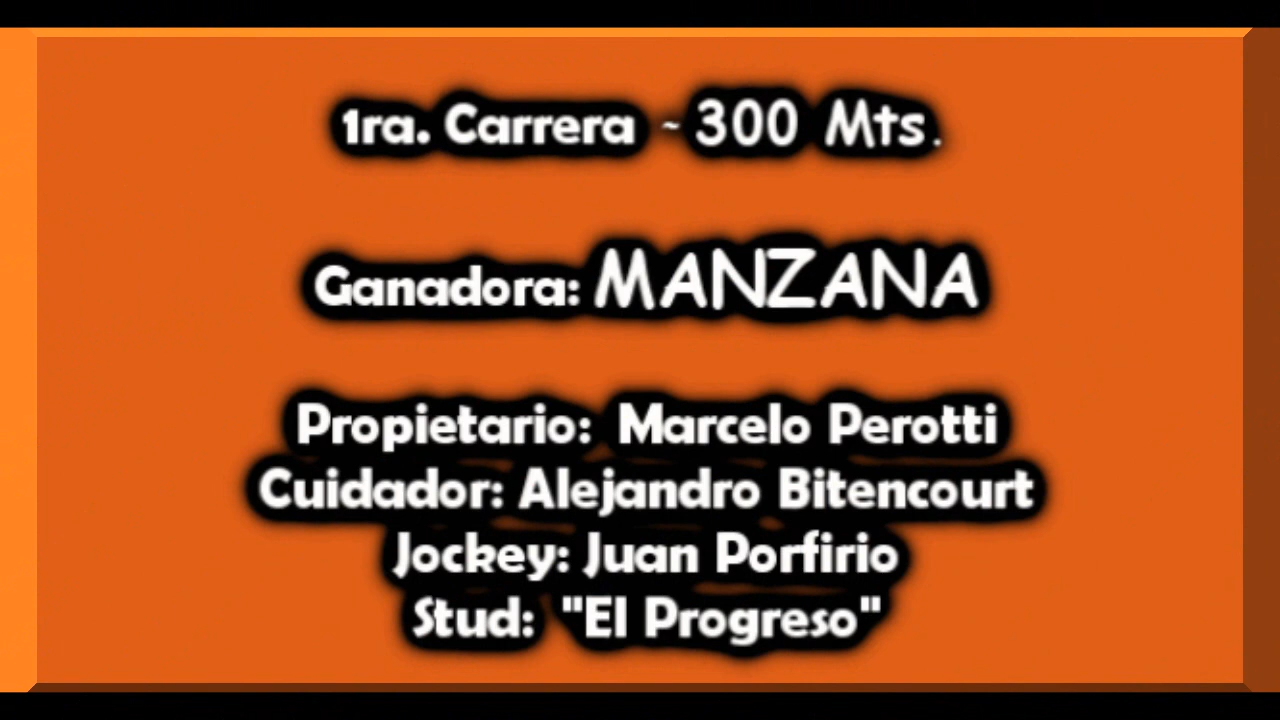 1ra. Carrera - 300 Mts.
Ganadora: MANZANA
Propietario: Marcelo Perotti
Cuidador: Alejandro Bitencourt
Jockey: Juan Porfirio
Stud: "El Progreso"